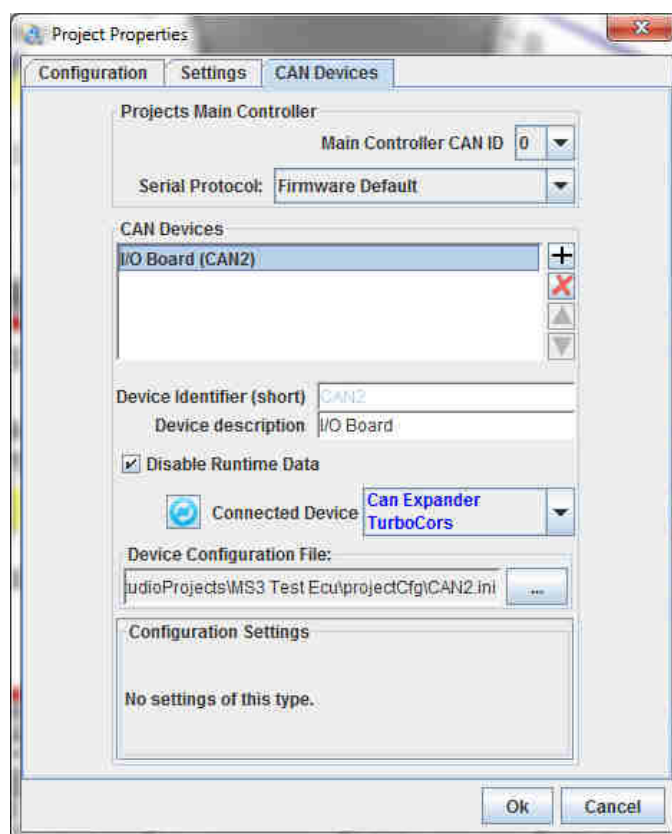 Project Properties
Configuration Settings CAN Devices
Projects Main Controller
Main Controller CAN ID 0
Serial Protocol: Firmware Default
CAN Devices
I/O Board (CAN2)
Device Identifier (short) CAN2
Device description I/O Board
Disable Runtime Data
Connected Device Can Expander
TurboCors
Device Configuration File:
udioProjects\MS3 Test Ecu\projectCfg\CAN2.ini ...
Configuration Settings
No settings of this type.
Ok Cancel